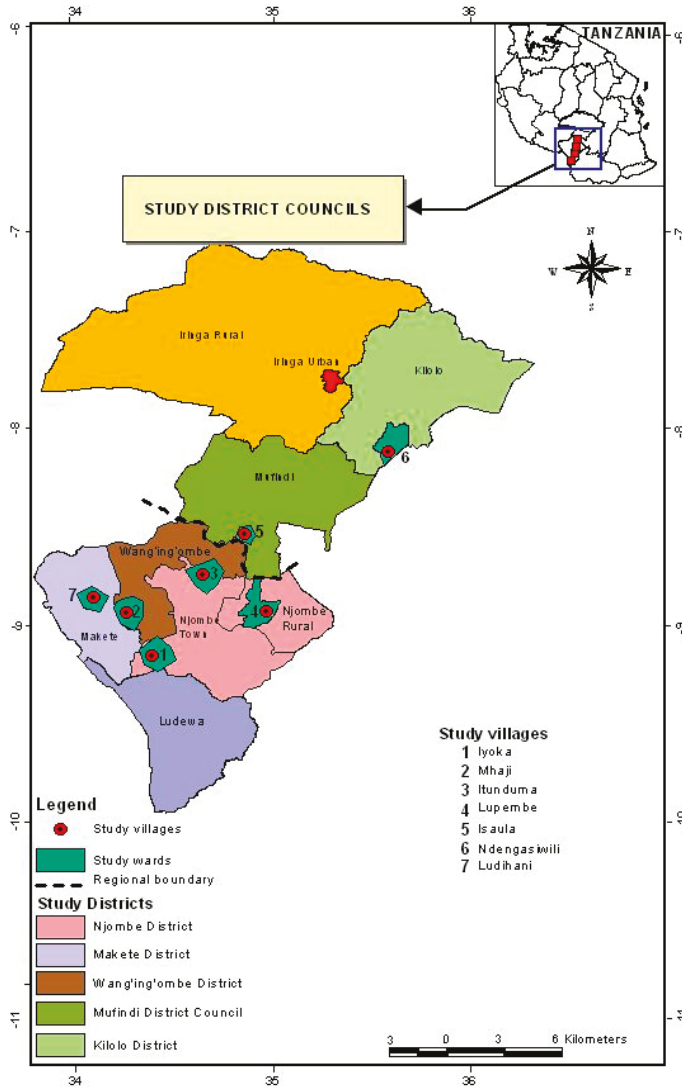 34
35
36
-6
-6
TANZANIA
STUDY DISTRICT COUNCILS
-7
-7
N
W E
S
Iringa Rural
Iringa Urban
Kilolo
-8
-8
6
Mufindi
5
Wang'ing'ombe
3
7
2
4
Njombe
Rural
Njombe
Town
Makete
-9
-9
1
Ludewa
Study villages
1 Iyoka
2 Mhaji
3 Itunduma
4 Lupembe
5 Isaula
6 Ndengasiwili
7 Ludihani
Legend
-10
-10
Study villages
Study wards
Regional boundary
Study Districts
Njombe District
Makete District
Wang'ing'ombe District
Mufindi District Council
Kilolo District
-11
-11
3 0 3 6 Kilometers
34
35
36